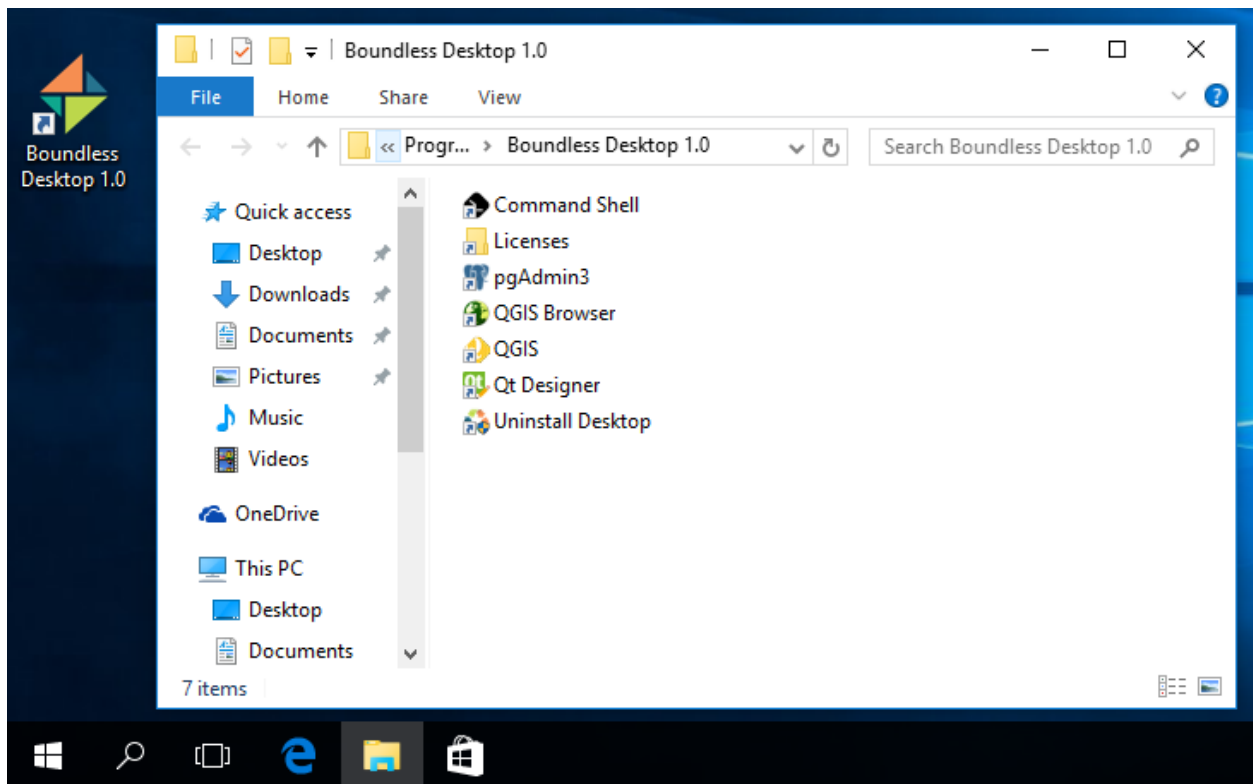 Boundless Desktop 1.0
File Home Share View
« Progr... > Boundless Desktop 1.0
Search Boundless Desktop 1.0
Boundless
Desktop 1.0
Quick access
Desktop
Downloads
Documents
Pictures
Music
Videos
OneDrive
This PC
Desktop
Documents
Command Shell
Licenses
pgAdmin3
QGIS Browser
QGIS
Qt Designer
Uninstall Desktop
7 items